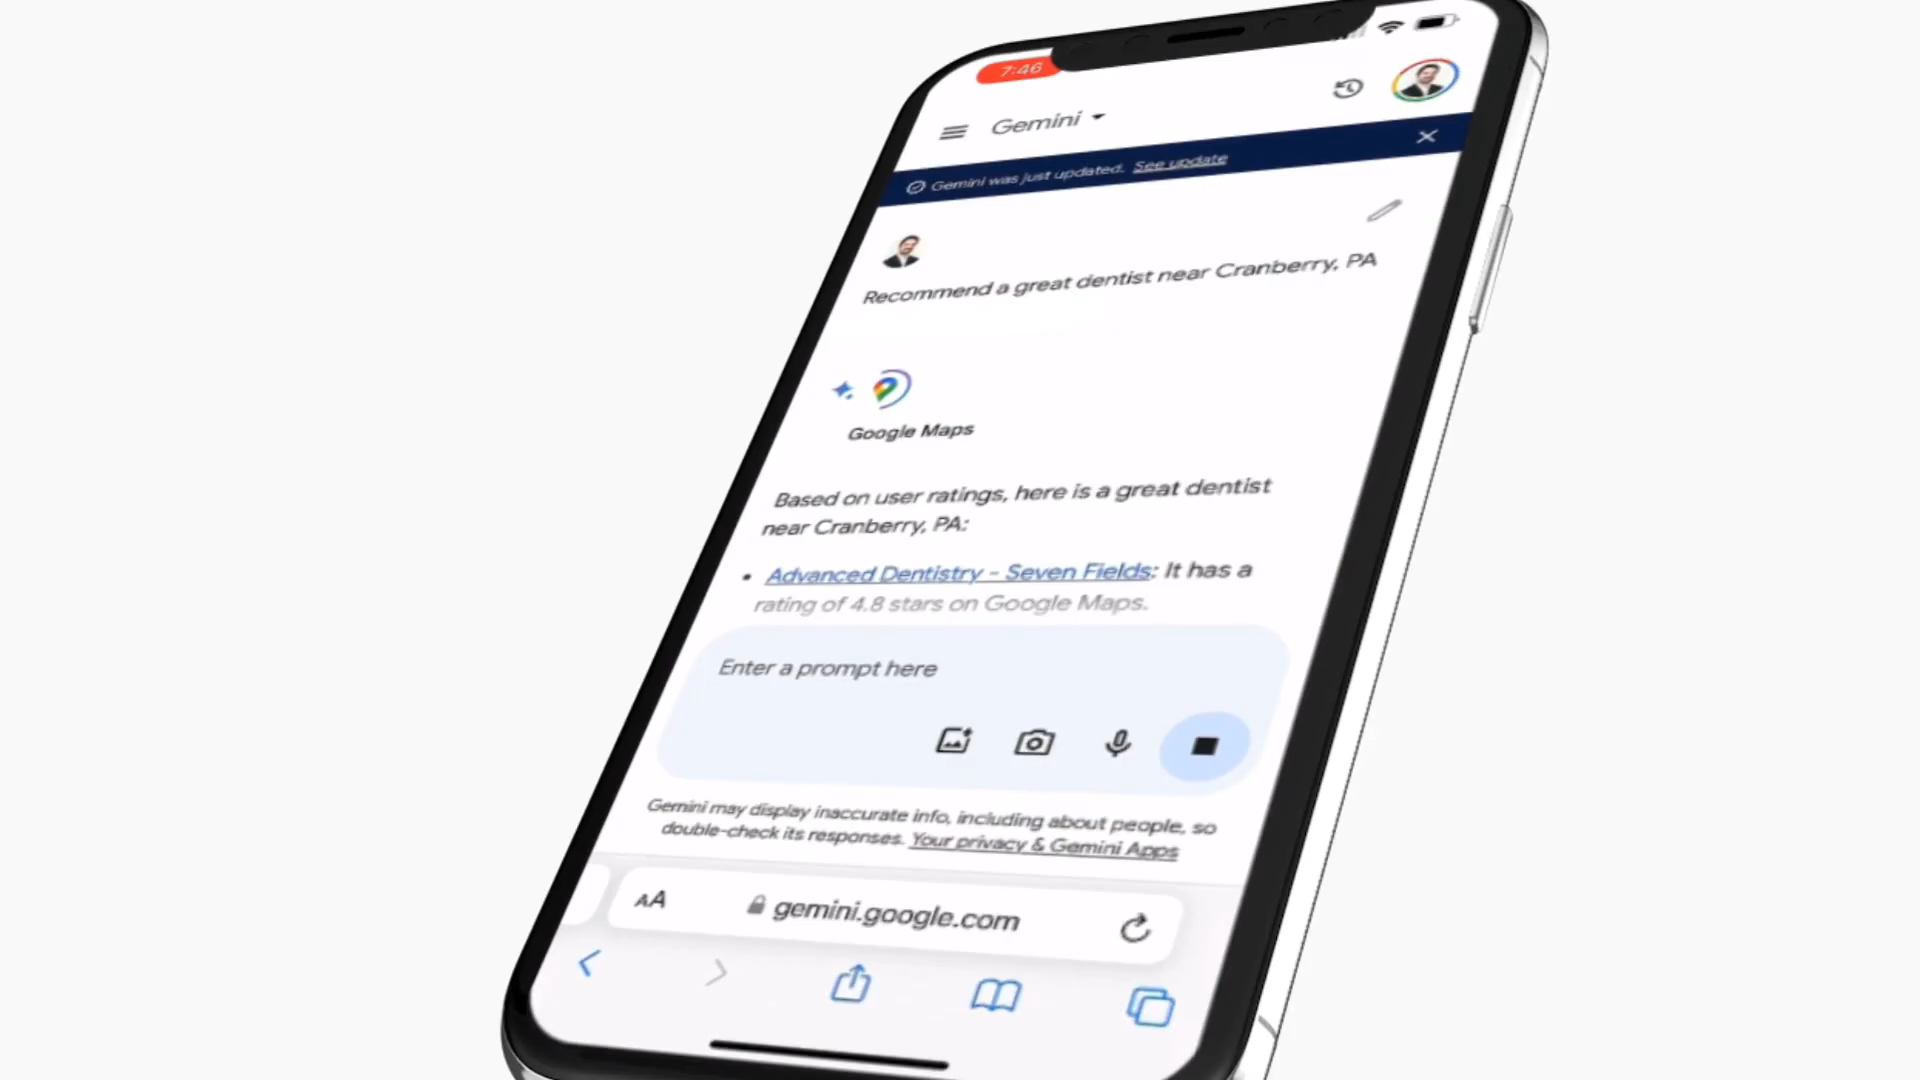 7:46
Gemini
Gemini was just updated. See update
Recommend a great dentist near Cranberry, PA
Google Maps
Based on user ratings, here is a great dentist
near Cranberry, PA:
• Advanced Dentistry - Seven Fields: It has a
rating of 4.8 stars on Google Maps.
Enter a prompt here
Gemini may display inaccurate info, including about people, so
double-check its responses. Your privacy & Gemini Apps
AA gemini.google.com